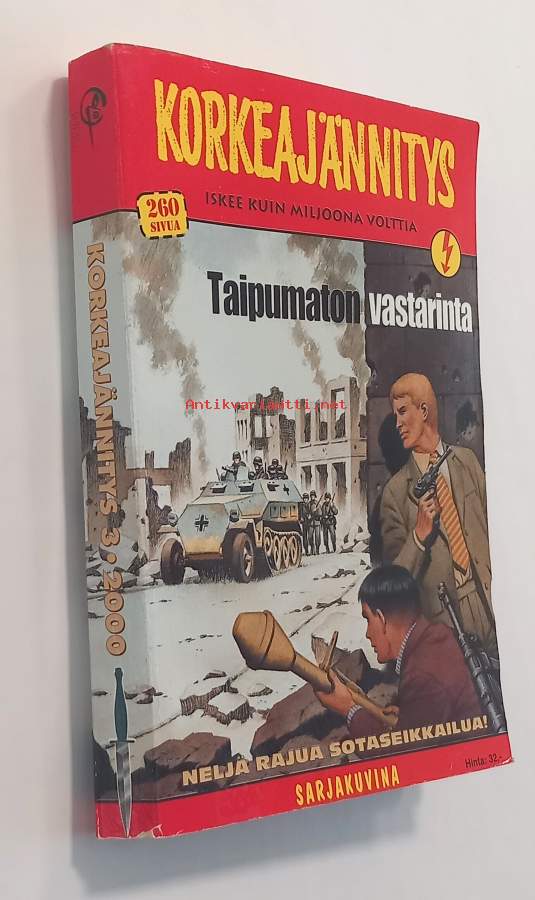 KORKEAJÄNNITYS
ISKEE KUIN MILJOONA VOLTTIA
260
SIVUA
Taipumaton vastarinta
Antikvariaatti.net
KORKEAJÄNNITYS 3, 2000
NELJÄ RAJUA SOTASEIKKAILUA!
Hinta: 32,-
SARJAKUVINA